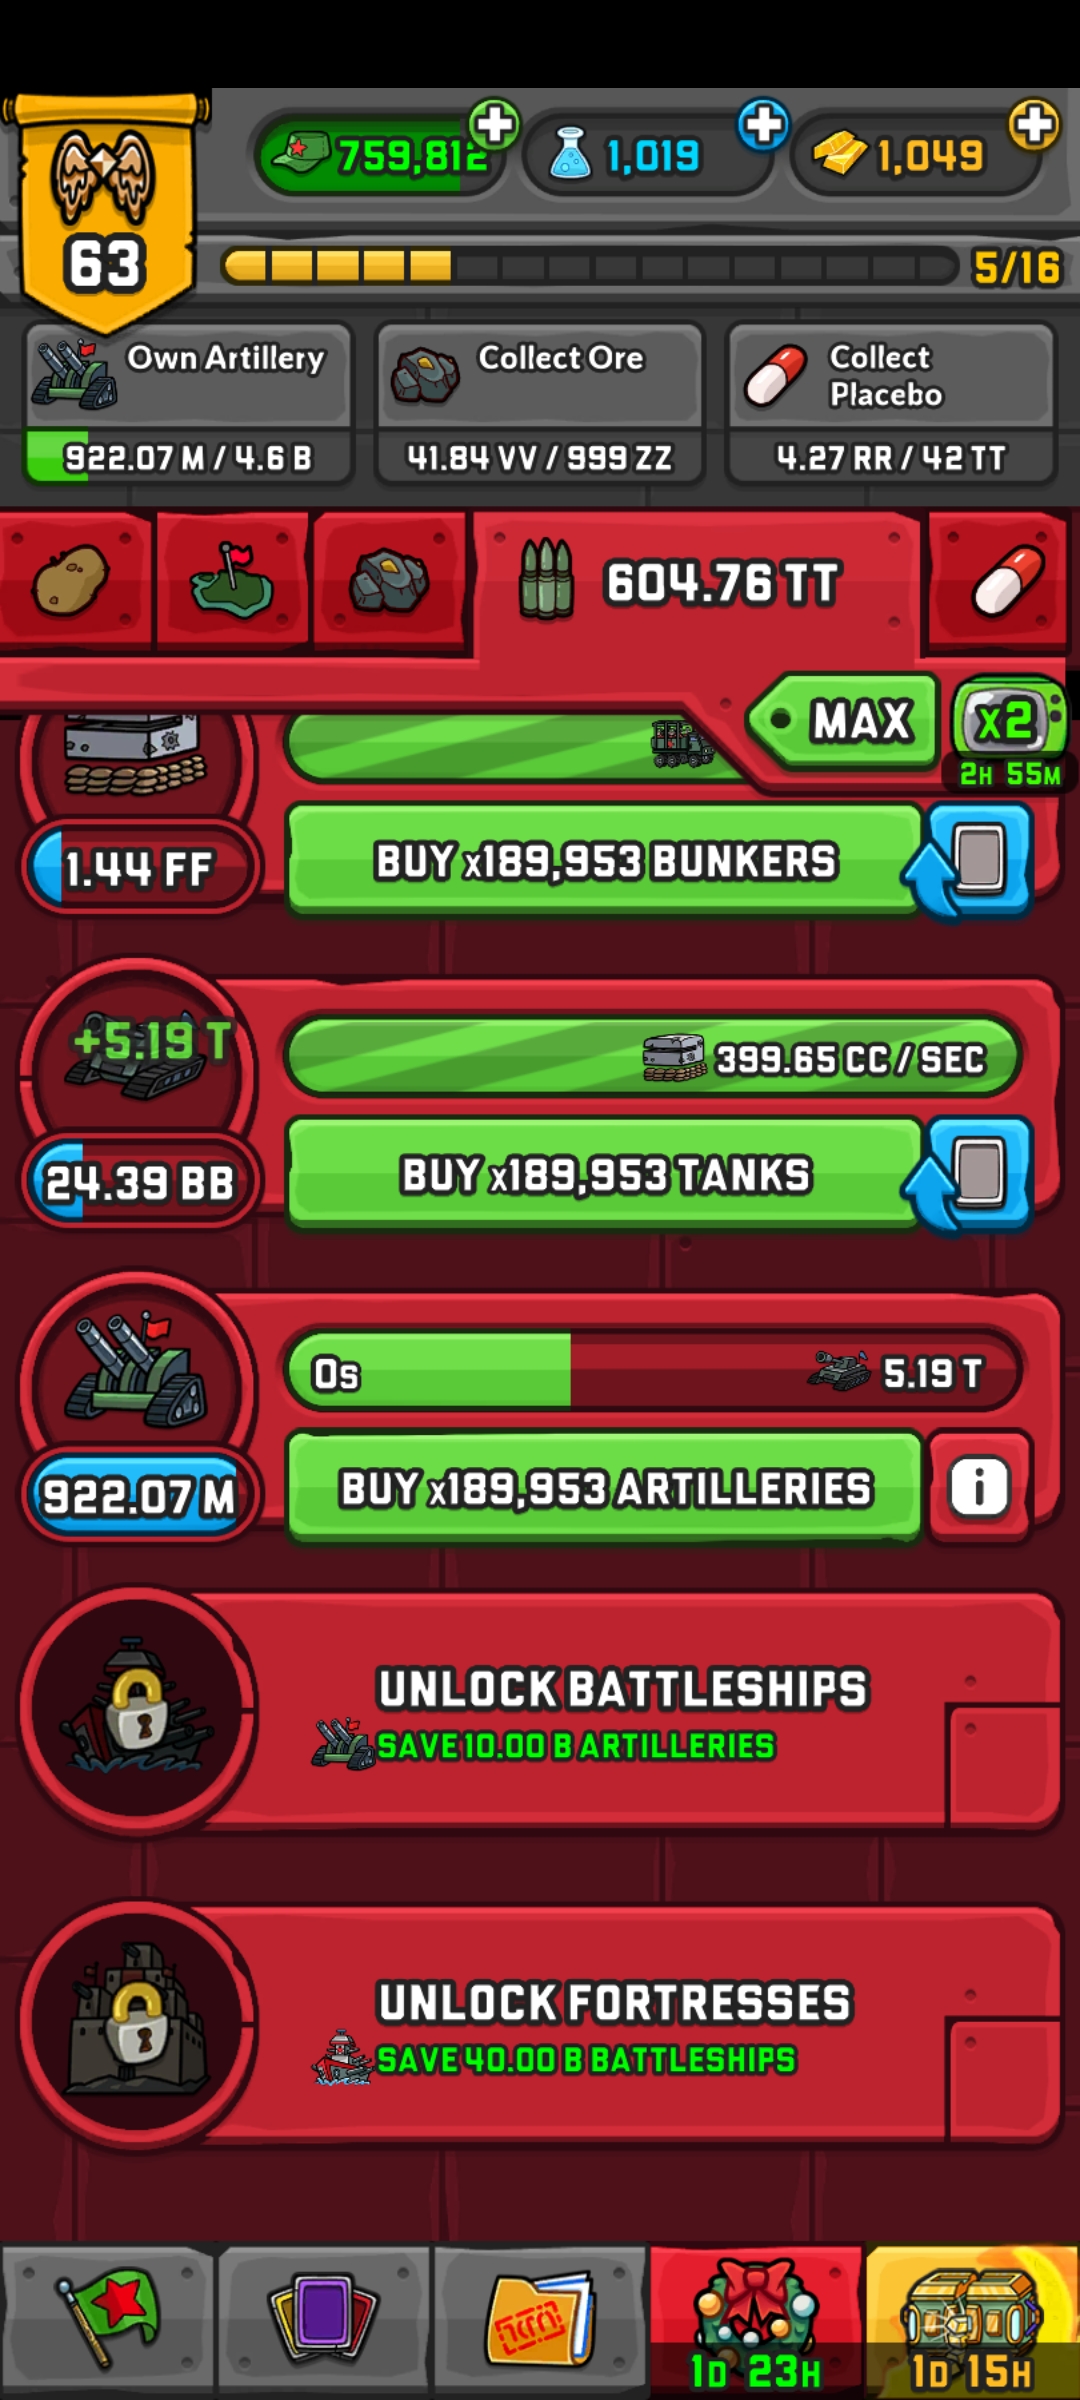 759,812
1,019
1,049
63
5/16
Own Artillery
922.07 M / 4.6 B
Collect Ore
41.84 VV / 999 ZZ
Collect
Placebo
4.27 RR / 42 TT
604.76 TT
MAX
x2
2H 55M
1.44 FF
BUY x189,953 BUNKERS
+5.19 T
399.65 CC / SEC
24.39 BB
BUY x189,953 TANKS
0s
5.19 T
922.07 M
BUY x189,953 ARTILLERIES
i
UNLOCK BATTLESHIPS
SAVE 10.00 B ARTILLERIES
UNLOCK FORTRESSES
SAVE 40.00 B BATTLESHIPS
1D 23H
1D 15H